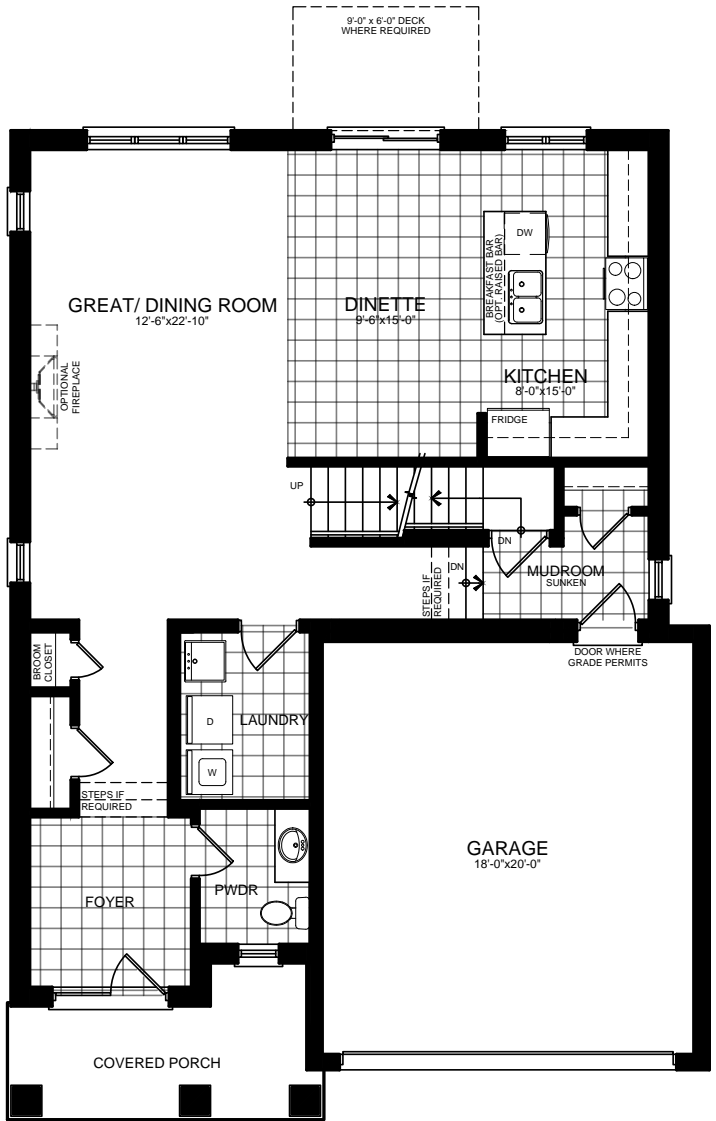 9'-0" x 6'-0" DECK
WHERE REQUIRED
DW
BREAKFAST BAR
(OPT. RAISED BAR)
GREAT/ DINING ROOM
12'-6"x22'-10"
DINETTE
9'-6"x15'-0"
OPTIONAL
FIREPLACE
KITCHEN
8'-0"x15'-0"
FRIDGE
UP
DN
DN
MUDROOM
SUNKEN
STEPS IF
REQUIRED
BROOM
CLOSET
DOOR WHERE
GRADE PERMITS
D
LAUNDRY
W
STEPS IF
REQUIRED
GARAGE
18'-0"x20'-0"
FOYER
PWDR
COVERED PORCH